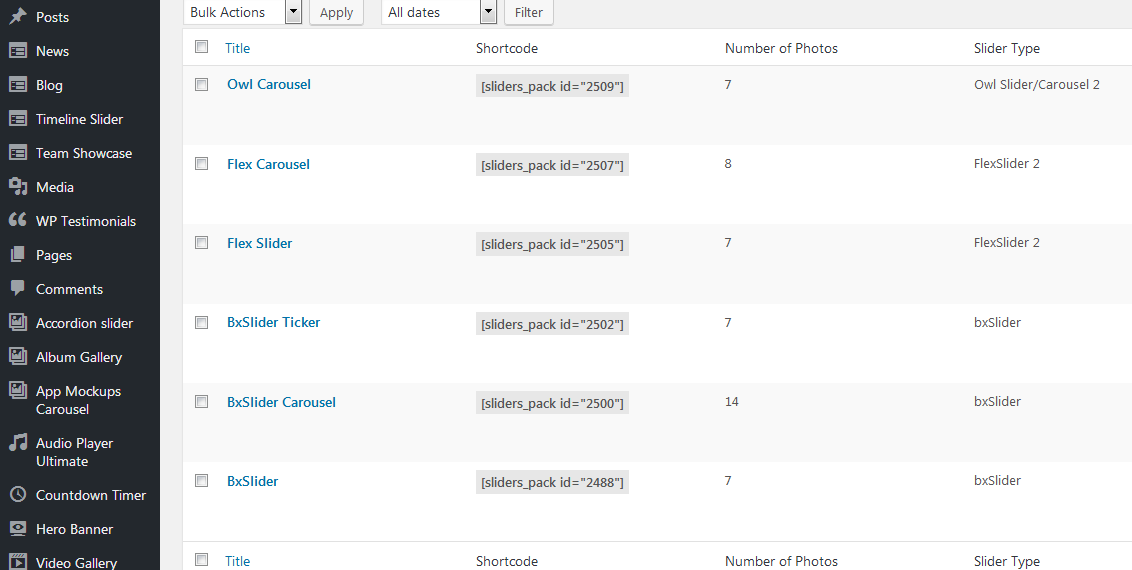 Posts
News
Blog
Timeline Slider
Team Showcase
Media
WP Testimonials
Pages
Comments
Accordion slider
Album Gallery
App Mockups
Carousel
Audio Player
Ultimate
Countdown Timer
Hero Banner
Video Gallery
Bulk Actions Apply All dates Filter
Title Shortcode Number of Photos Slider Type
Owl Carousel [sliders_pack id="2509"] 7 Owl Slider/Carousel 2
Flex Carousel [sliders_pack id="2507"] 8 FlexSlider 2
Flex Slider [sliders_pack id="2505"] 7 FlexSlider 2
BxSlider Ticker [sliders_pack id="2502"] 7 bxSlider
BxSlider Carousel [sliders_pack id="2500"] 14 bxSlider
BxSlider [sliders_pack id="2488"] 7 bxSlider
Title Shortcode Number of Photos Slider Type